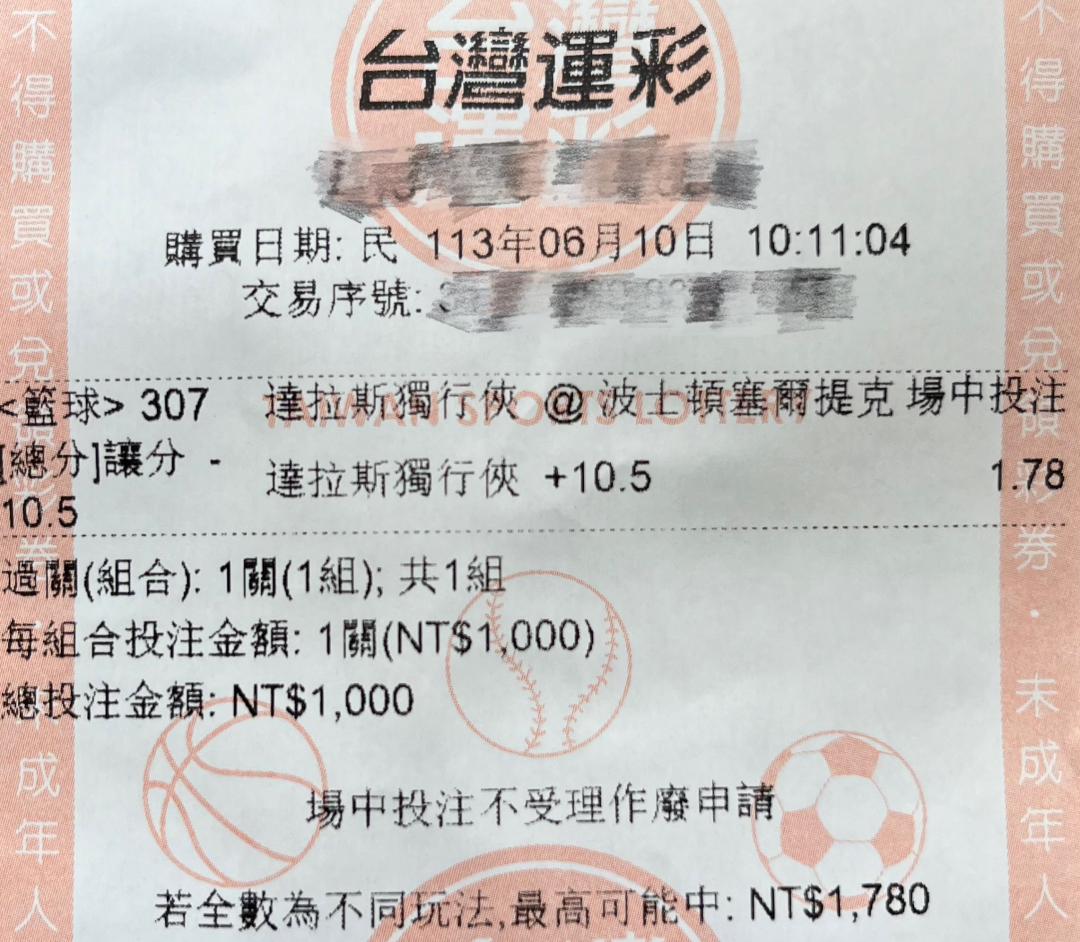 台灣運彩
購買日期: 民 113年06月10日 10:11:04
交易序號:
<籃球> 307 達拉斯獨行俠 @ 波士頓塞爾提克 場中投注
[總分]讓分 - 達拉斯獨行俠 +10.5 1.78
10.5
過關(組合): 1關(1組); 共1組
每組合投注金額: 1關(NT$1,000)
總投注金額: NT$1,000
場中投注不受理作廢申請
若全數為不同玩法,最高可能中: NT$1,780
TAIWAN SPORTS LOTTERY
不得購買或兌領彩券・未成年人
不得購買或兌領彩券・未成年人